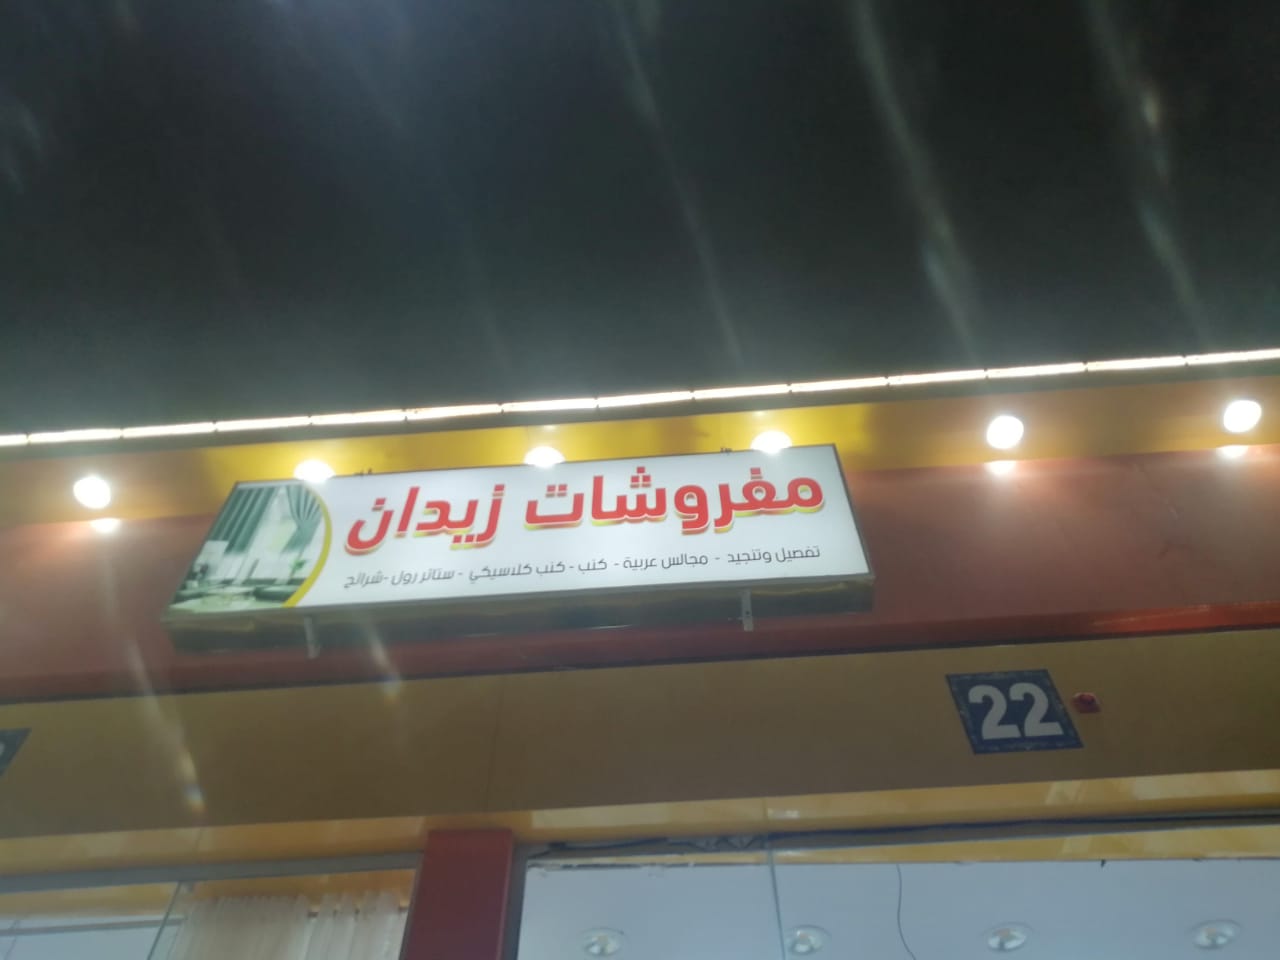 مفروشات زيدان
تفصيل وتنجيد - مجالس عربية - كنب - كنب كلاسيكي - ستائر رول -شرائح
22